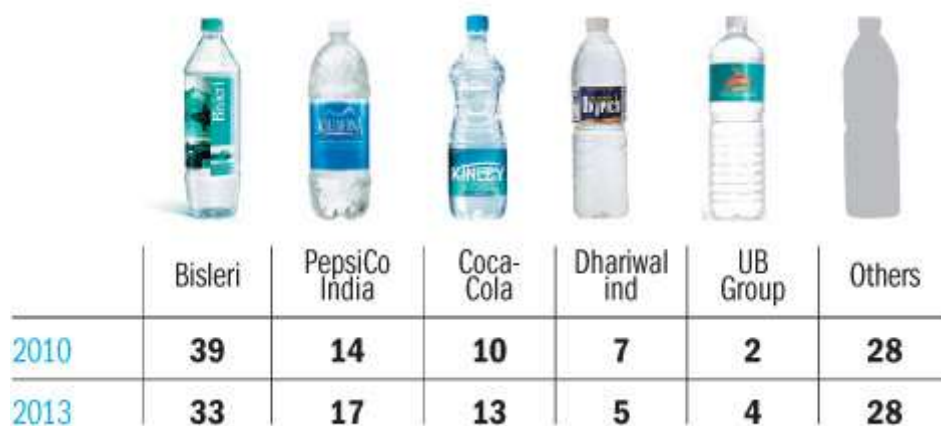 Bisleri
AQUAFINA
KINLEY
Bisleri
PepsiCo
India
Coca-
Cola
Dhariwal
ind
UB
Group
Others
2010 39 14 10 7 2 28
2013 33 17 13 5 4 28